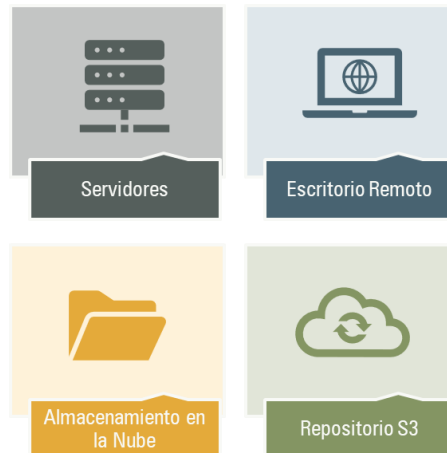 Servidores
Escritorio Remoto
Almacenamiento en
la Nube
Repositorio S3